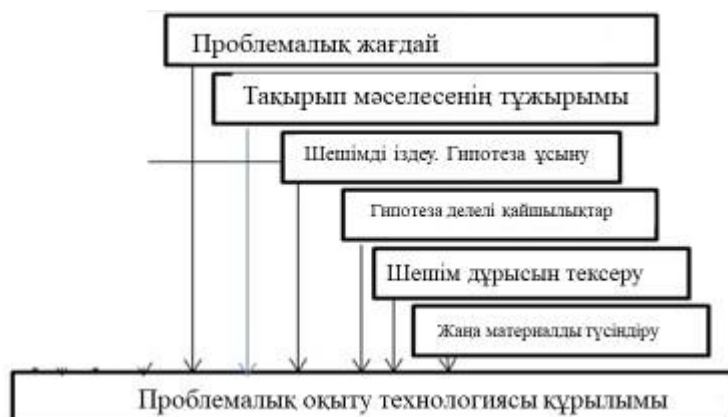 Проблемалық жағдай
Тақырып мәселесенің тұжырымы
Шешімді іздеу. Гипотеза ұсыну
Гипотеза делелі қайшылықтар
Шешім дұрысын тексеру
Жаңа материалды түсіндіру
Проблемалық оқыту технологиясы құрылымы